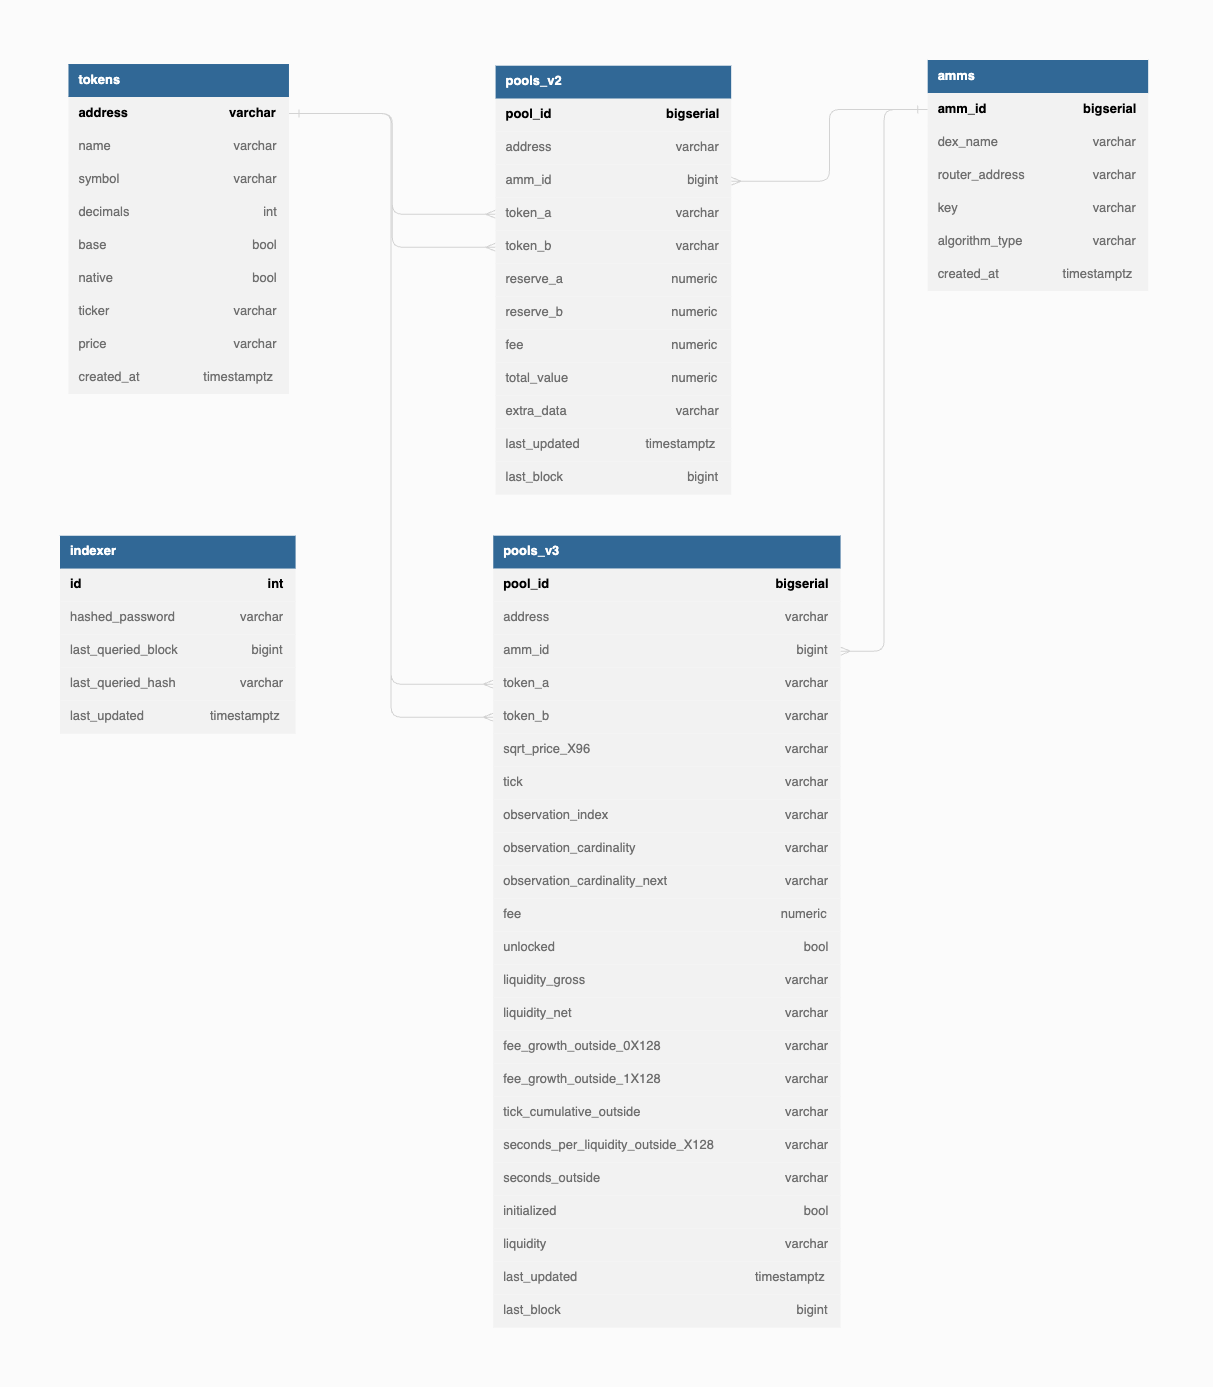 tokens
address varchar
name varchar
symbol varchar
decimals int
base bool
native bool
ticker varchar
price varchar
created_at timestamptz
pools_v2
pool_id bigserial
address varchar
amm_id bigint
token_a varchar
token_b varchar
reserve_a numeric
reserve_b numeric
fee numeric
total_value numeric
extra_data varchar
last_updated timestamptz
last_block bigint
amms
amm_id bigserial
dex_name varchar
router_address varchar
key varchar
algorithm_type varchar
created_at timestamptz
indexer
id int
hashed_password varchar
last_queried_block bigint
last_queried_hash varchar
last_updated timestamptz
pools_v3
pool_id bigserial
address varchar
amm_id bigint
token_a varchar
token_b varchar
sqrt_price_X96 varchar
tick varchar
observation_index varchar
observation_cardinality varchar
observation_cardinality_next varchar
fee numeric
unlocked bool
liquidity_gross varchar
liquidity_net varchar
fee_growth_outside_0X128 varchar
fee_growth_outside_1X128 varchar
tick_cumulative_outside varchar
seconds_per_liquidity_outside_X128 varchar
seconds_outside varchar
initialized bool
liquidity varchar
last_updated timestamptz
last_block bigint